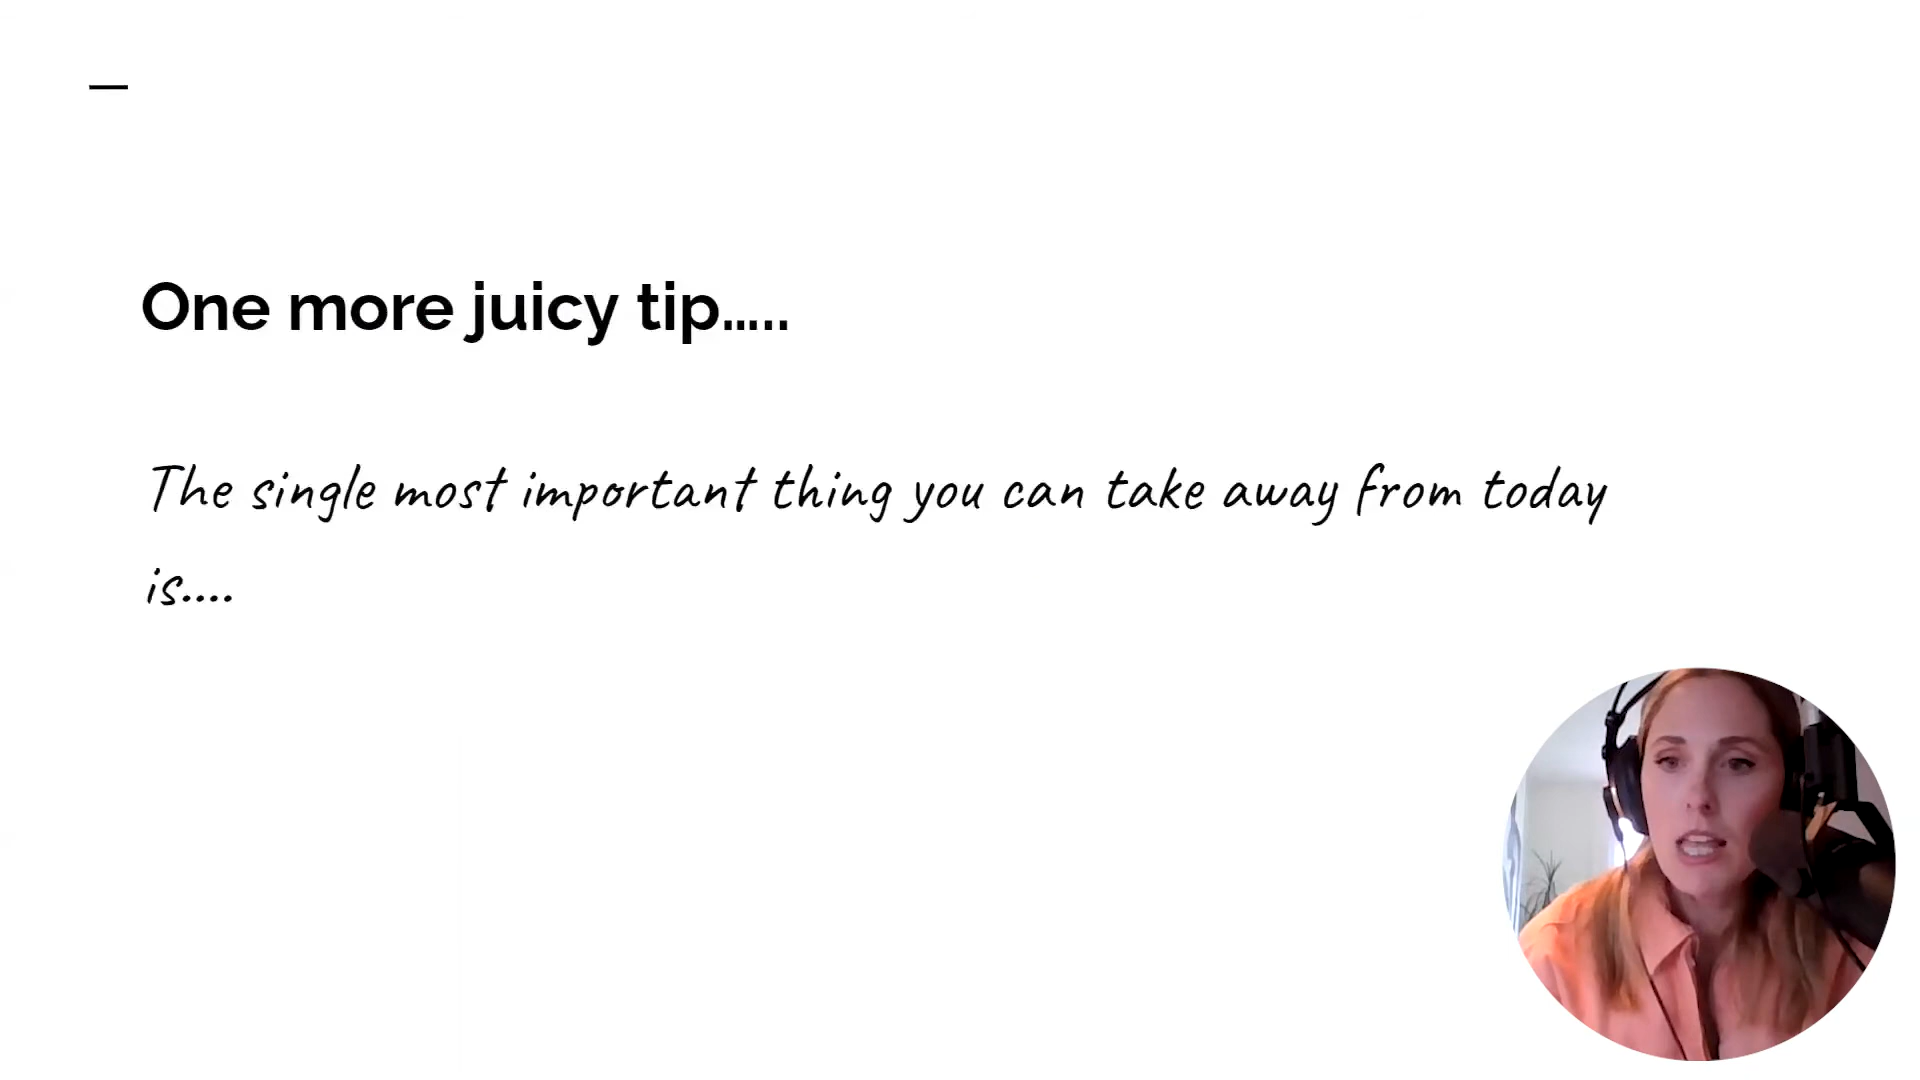 One more juicy tip.....
The single most important thing you can take away from today
is....